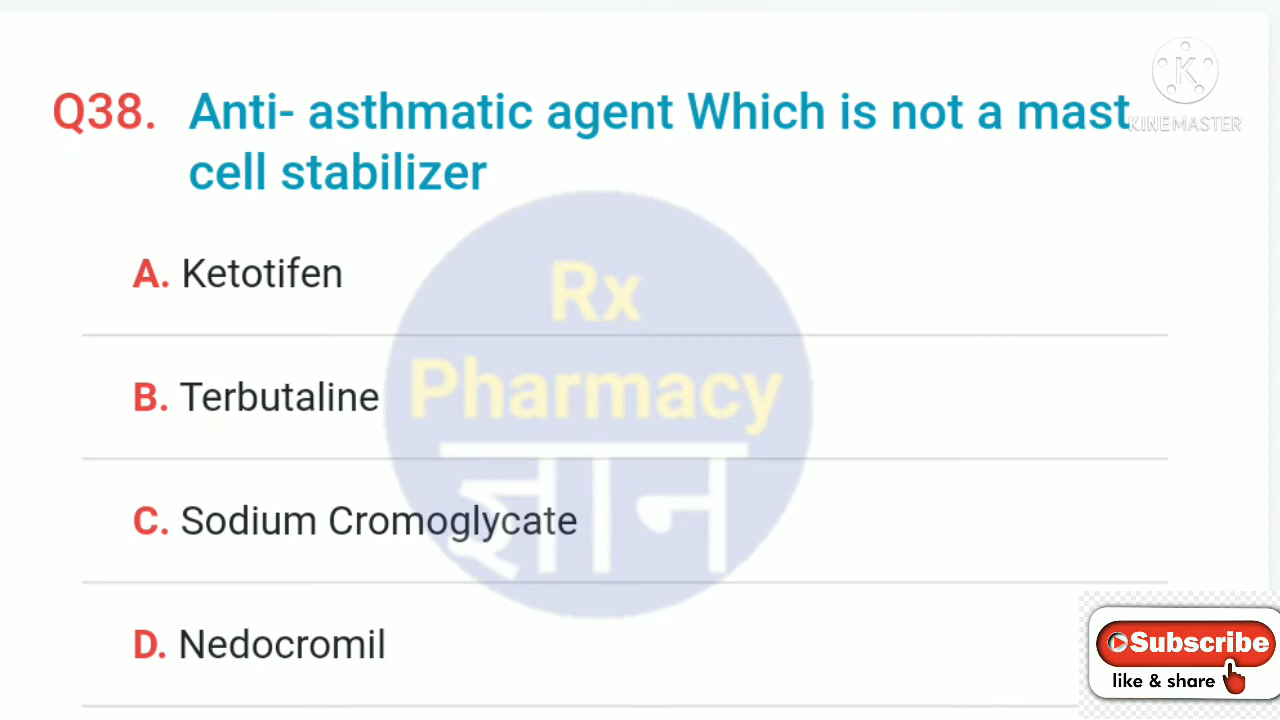 KINEMASTER
Q38. Anti- asthmatic agent Which is not a mast
cell stabilizer
Rx
Pharmacy
ज्ञान
A. Ketotifen
B. Terbutaline
C. Sodium Cromoglycate
D. Nedocromil
Subscribe
like & share